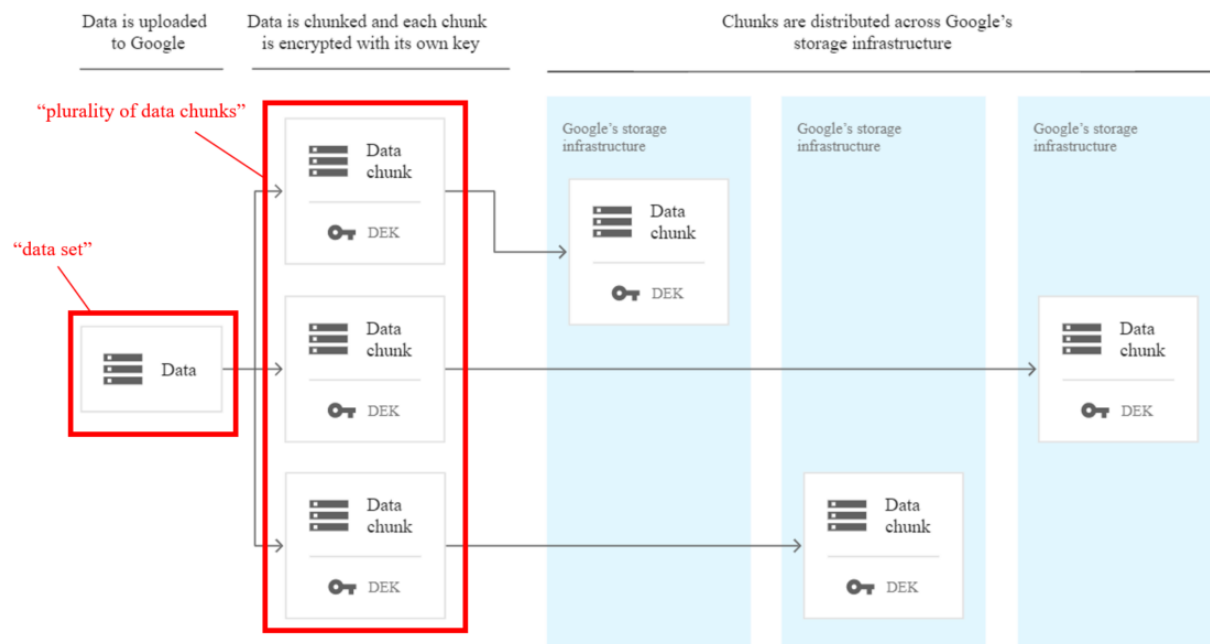 Data is uploaded
to Google
Data is chunked and each chunk
is encrypted with its own key
Chunks are distributed across Google's
storage infrastructure
“plurality of data chunks”
“data set”
Data
Data
chunk
DEK
Data
chunk
DEK
Data
chunk
DEK
Google's storage
infrastructure
Data
chunk
DEK
Google's storage
infrastructure
Data
chunk
DEK
Google's storage
infrastructure
Data
chunk
DEK